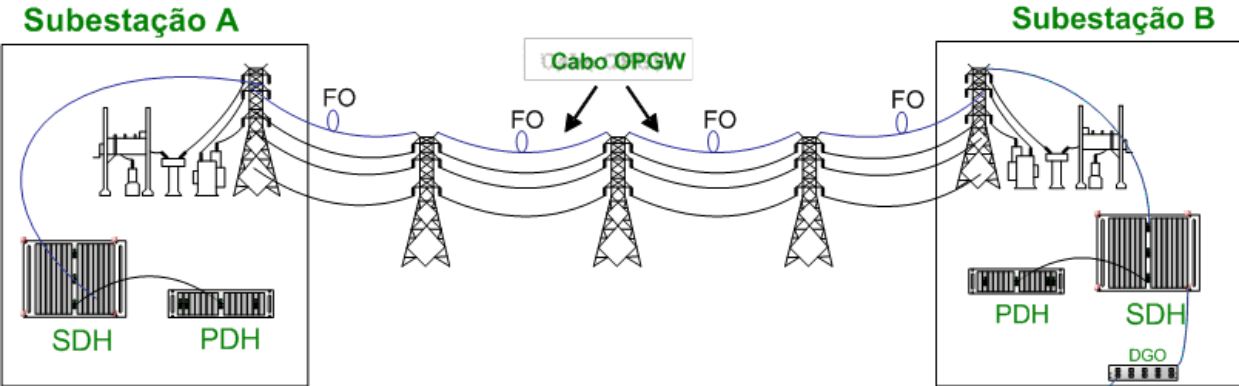 Subestação A
Subestação B
Cabo OPGW
FO
FO
FO
FO
SDH
PDH
PDH
SDH
DGO